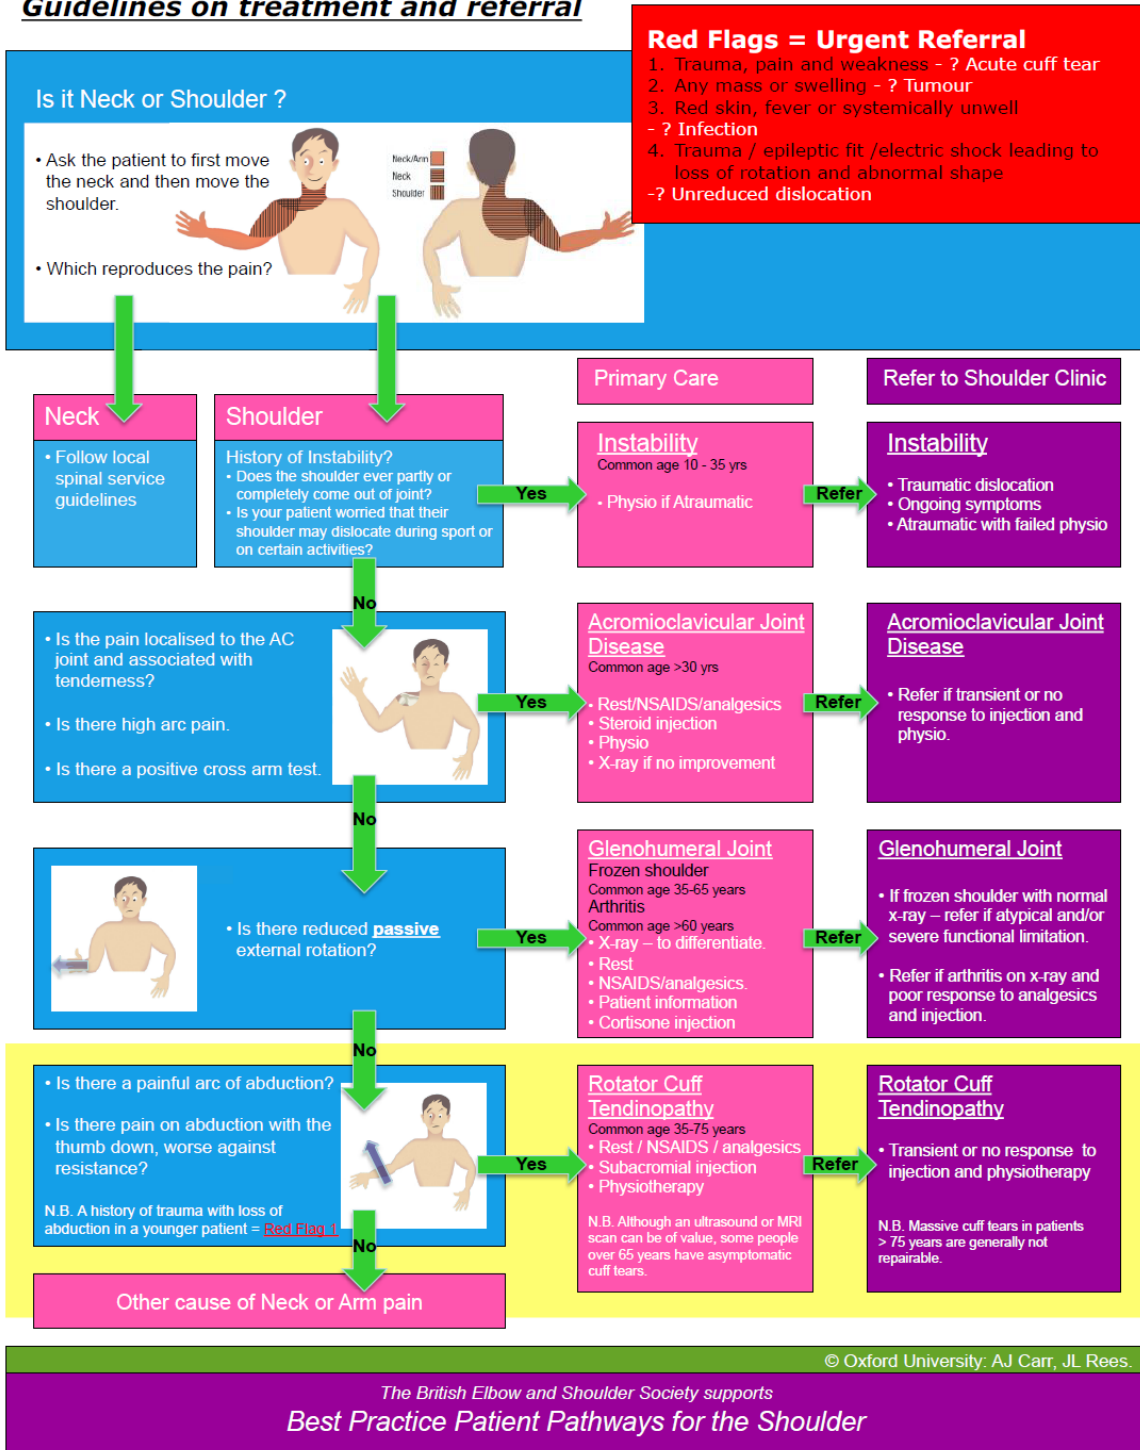 Guidelines on treatment and referral
Red Flags = Urgent Referral
1. Trauma, pain and weakness - ? Acute cuff tear
2. Any mass or swelling - ? Tumour
3. Red skin, fever or systemically unwell
- ? Infection
4. Trauma / epileptic fit /electric shock leading to
loss of rotation and abnormal shape
-? Unreduced dislocation
Is it Neck or Shoulder ?
• Ask the patient to first move
the neck and then move the
shoulder.
• Which reproduces the pain?
Neck/Arm
Neck
Shoulder
Primary Care
Refer to Shoulder Clinic
Neck
• Follow local
spinal service
guidelines
Shoulder
History of Instability?
• Does the shoulder ever partly or
completely come out of joint?
• Is your patient worried that their
shoulder may dislocate during sport or
on certain activities?
Yes
Instability
Common age 10 - 35 yrs
• Physio if Atraumatic
Refer
Instability
• Traumatic dislocation
• Ongoing symptoms
• Atraumatic with failed physio
No
• Is the pain localised to the AC
joint and associated with
tenderness?
• Is there high arc pain.
• Is there a positive cross arm test.
Yes
Acromioclavicular Joint
Disease
Common age >30 yrs
• Rest/NSAIDS/analgesics
• Steroid injection
• Physio
• X-ray if no improvement
Refer
Acromioclavicular Joint
Disease
• Refer if transient or no
response to injection and
physio.
No
• Is there reduced passive
external rotation?
Yes
Glenohumeral Joint
Frozen shoulder
Common age 35-65 years
Arthritis
Common age >60 years
• X-ray – to differentiate.
• Rest
• NSAIDS/analgesics.
• Patient information
• Cortisone injection
Refer
Glenohumeral Joint
• If frozen shoulder with normal
x-ray – refer if atypical and/or
severe functional limitation.
• Refer if arthritis on x-ray and
poor response to analgesics
and injection.
No
• Is there a painful arc of abduction?
• Is there pain on abduction with the
thumb down, worse against
resistance?
N.B. A history of trauma with loss of
abduction in a younger patient = Red Flag 1
Yes
Rotator Cuff
Tendinopathy
Common age 35-75 years
• Rest / NSAIDS / analgesics
• Subacromial injection
• Physiotherapy
N.B. Although an ultrasound or MRI
scan can be of value, some people
over 65 years have asymptomatic
cuff tears.
Refer
Rotator Cuff
Tendinopathy
• Transient or no response to
injection and physiotherapy
N.B. Massive cuff tears in patients
> 75 years are generally not
repairable.
No
Other cause of Neck or Arm pain
© Oxford University: AJ Carr, JL Rees.
The British Elbow and Shoulder Society supports
Best Practice Patient Pathways for the Shoulder